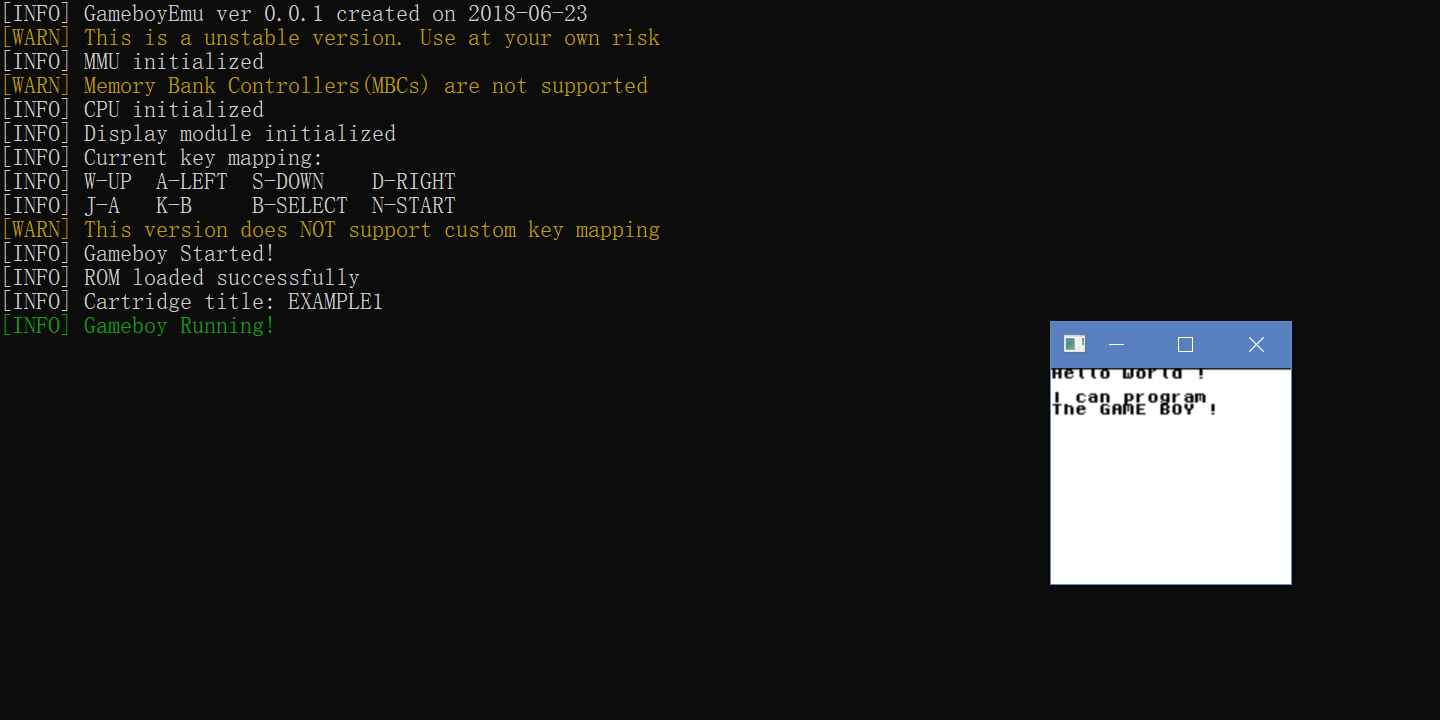 [INFO] GameboyEmu ver 0.0.1 created on 2018-06-23
[WARN] This is a unstable version. Use at your own risk
[INFO] MMU initialized
[WARN] Memory Bank Controllers(MBCs) are not supported
[INFO] CPU initialized
[INFO] Display module initialized
[INFO] Current key mapping:
[INFO] W-UP  A-LEFT  S-DOWN    D-RIGHT
[INFO] J-A   K-B     B-SELECT  N-START
[WARN] This version does NOT support custom key mapping
[INFO] Gameboy Started!
[INFO] ROM loaded successfully
[INFO] Cartridge title: EXAMPLE1
[INFO] Gameboy Running!
Hello World !
I can program
The GAME BOY !